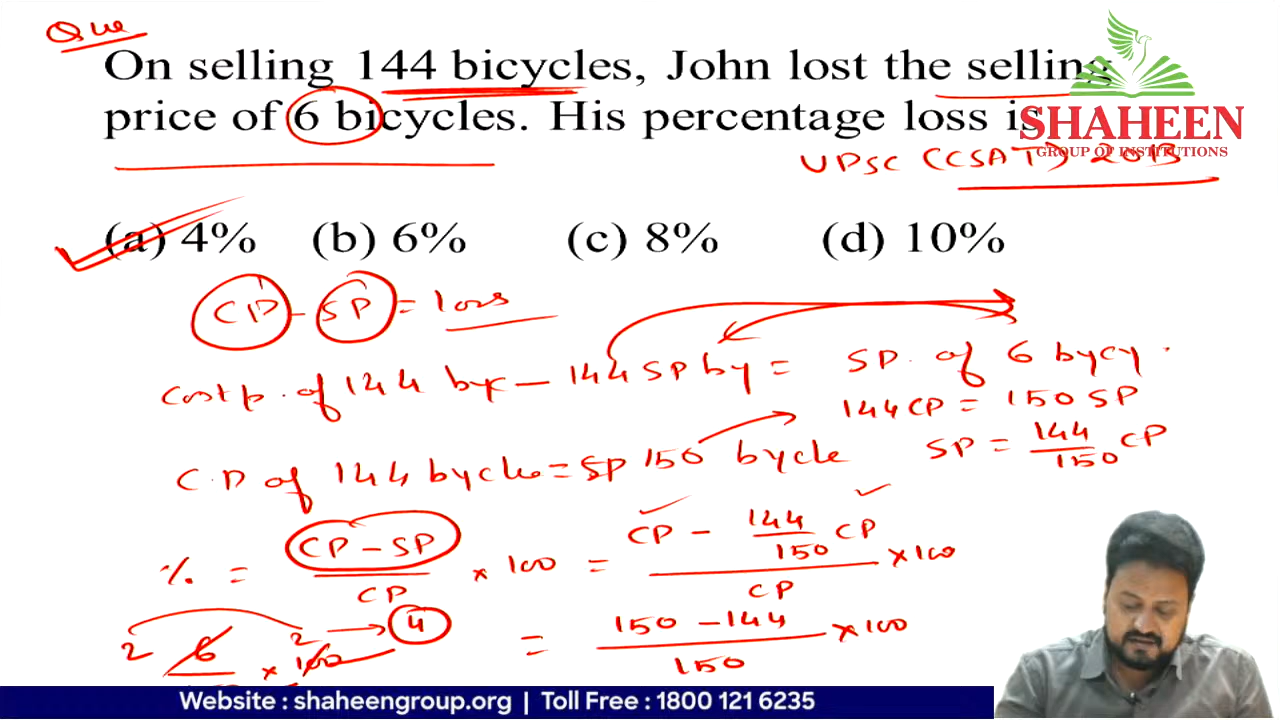 Que
On selling 144 bicycles, John lost the selling
price of 6 bicycles. His percentage loss is
SHAHEEN
GROUP OF INSTITUTIONS
UPSC (CSAT) 2013
(a) 4% (b) 6% (c) 8% (d) 10%
CP - SP = loss
Cost p. of 144 byc - 144 SP by = SP. of 6 bycy.
144 CP = 150 SP
C.P of 144 bycle = SP 150 bycle
SP = 144/150 CP
% = CP - SP / CP × 100 = CP - 144/150 CP / CP × 100
= 150 - 144 / 150 × 100
2 6 × 100 2 → 4
Website : shaheengroup.org | Toll Free : 1800 121 6235